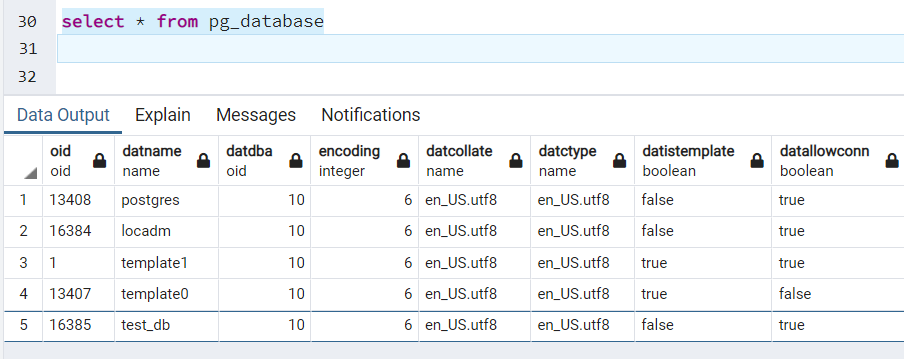 30 select * from pg_database
31
32
Data Output Explain Messages Notifications
oid datname datdba encoding datcollate datctype datistemplate datallowconn
oid name oid integer name name boolean boolean
1 13408 postgres 10 6 en_US.utf8 en_US.utf8 false true
2 16384 locadm 10 6 en_US.utf8 en_US.utf8 false true
3 1 template1 10 6 en_US.utf8 en_US.utf8 true true
4 13407 template0 10 6 en_US.utf8 en_US.utf8 true false
5 16385 test_db 10 6 en_US.utf8 en_US.utf8 false true